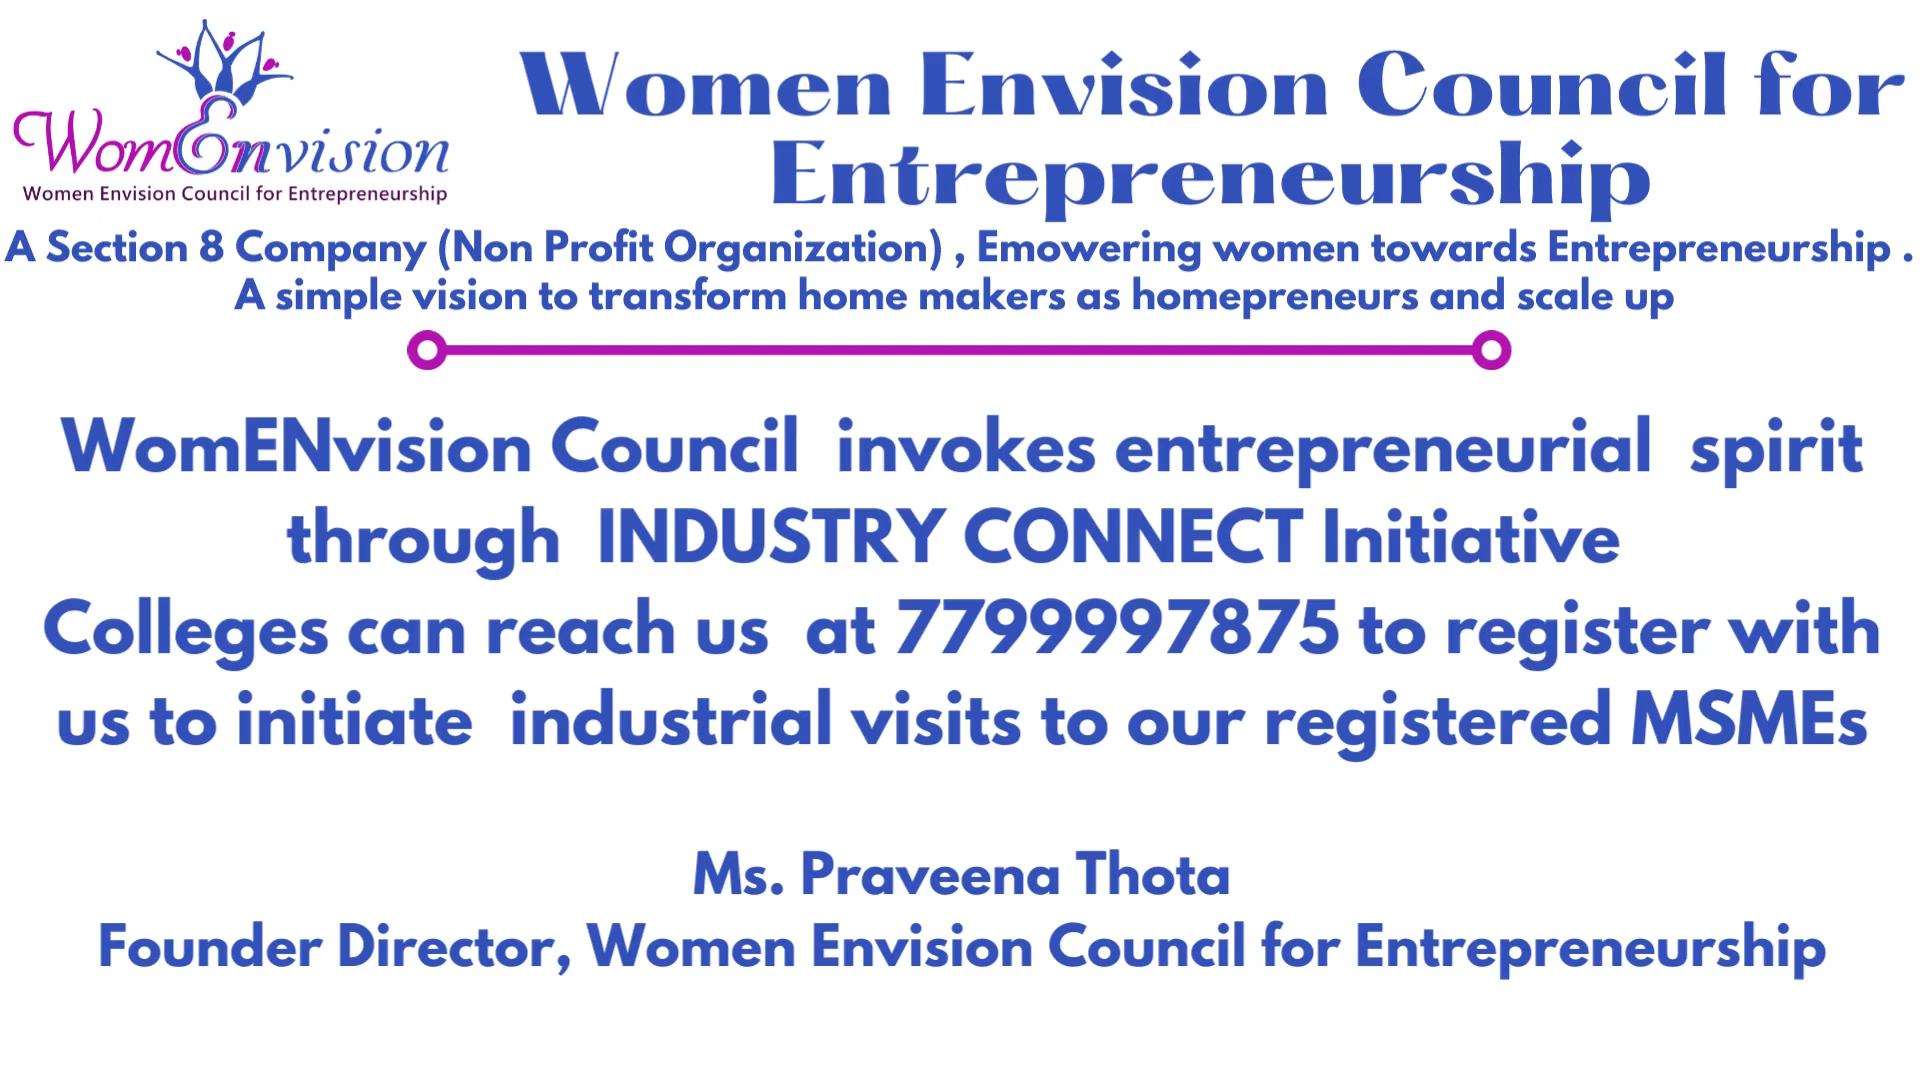 WomEnvision
Women Envision Council for Entrepreneurship
Women Envision Council for
Entrepreneurship
A Section 8 Company (Non Profit Organization) , Emowering women towards Entrepreneurship .
A simple vision to transform home makers as homepreneurs and scale up
WomENvision Council invokes entrepreneurial spirit
through INDUSTRY CONNECT Initiative
Colleges can reach us at 7799997875 to register with
us to initiate industrial visits to our registered MSMEs
Ms. Praveena Thota
Founder Director, Women Envision Council for Entrepreneurship